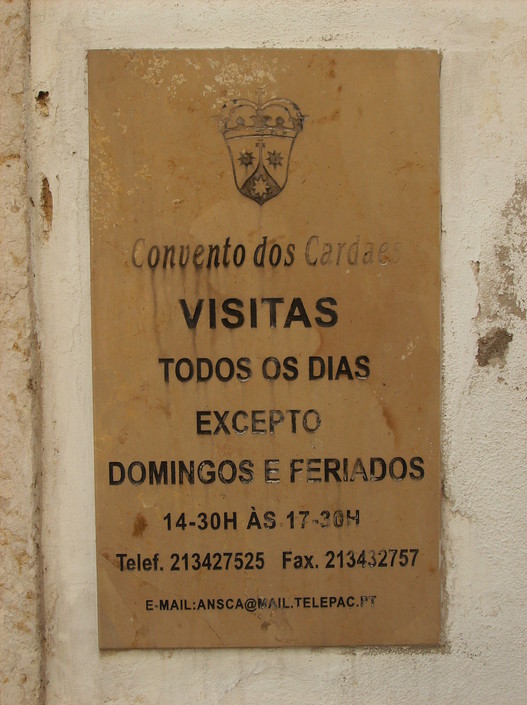 Convento dos Cardaes
VISITAS
TODOS OS DIAS
EXCEPTO
DOMINGOS E FERIADOS
14-30H ÀS 17-30H
Telef. 213427525 Fax. 213432757
E-MAIL:ANSCA@MAIL.TELEPAC.PT